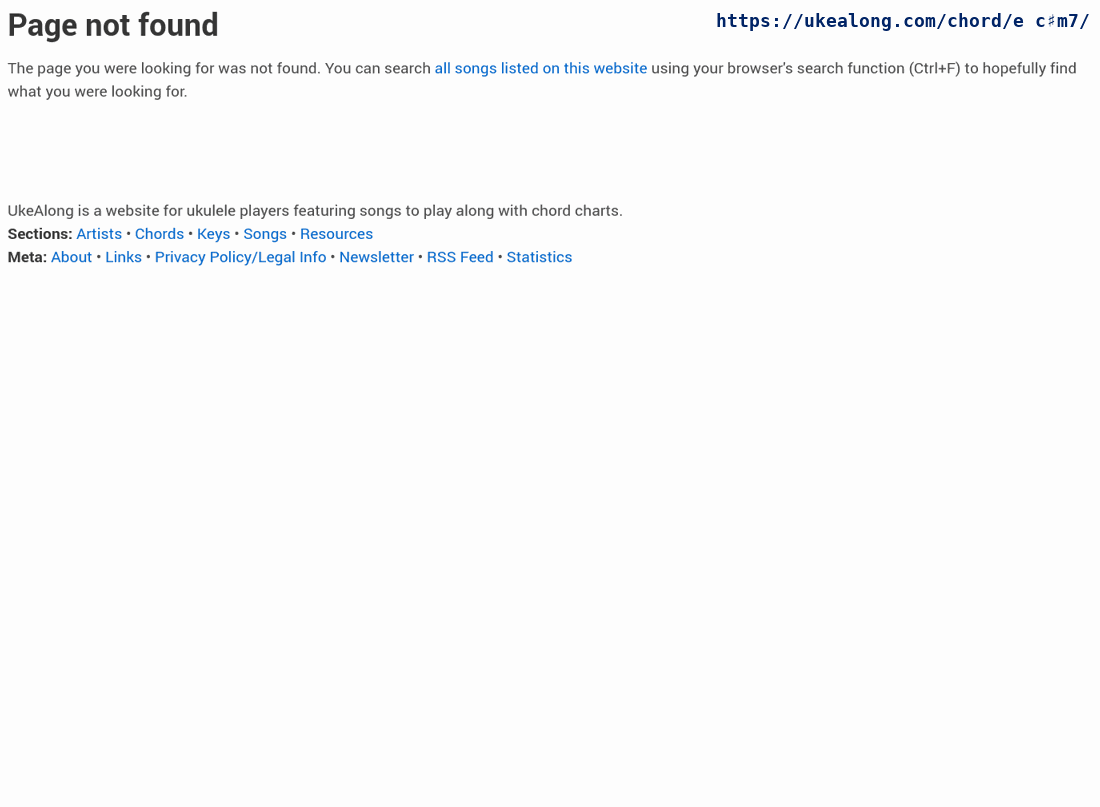 Page not found
https://ukealong.com/chord/e c♯m7/
The page you were looking for was not found. You can search all songs listed on this website using your browser's search function (Ctrl+F) to hopefully find
what you were looking for.
UkeAlong is a website for ukulele players featuring songs to play along with chord charts.
Sections: Artists • Chords • Keys • Songs • Resources
Meta: About • Links • Privacy Policy/Legal Info • Newsletter • RSS Feed • Statistics